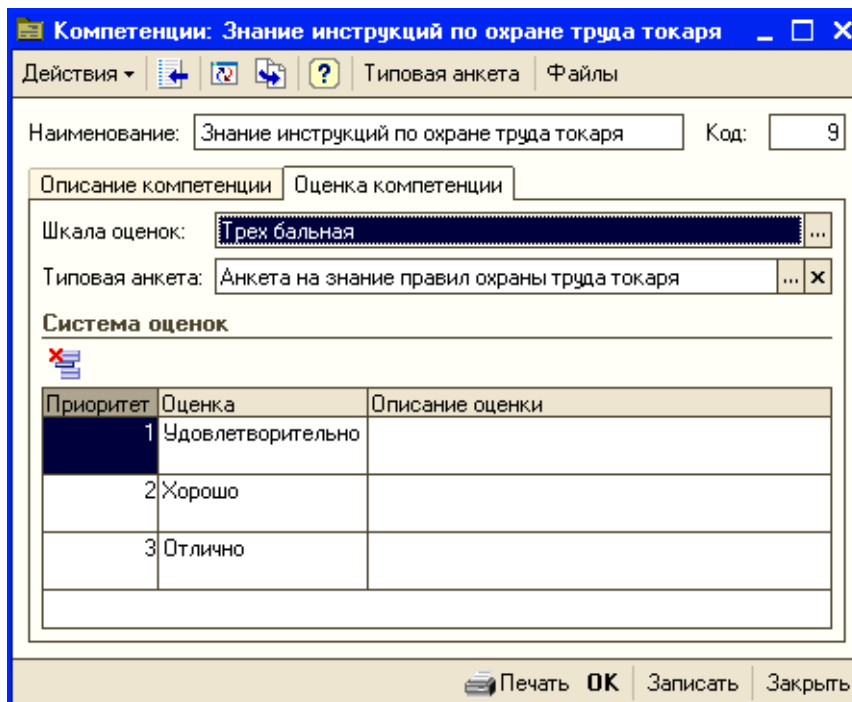 Компетенции: Знание инструкций по охране труда токаря
Действия Типовая анкета Файлы
Наименование: Знание инструкций по охране труда токаря Код: 9
Описание компетенции Оценка компетенции
Шкала оценок: Трех бальная ...
Типовая анкета: Анкета на знание правил охраны труда токаря ... x
Система оценок
Приоритет Оценка Описание оценки
1 Удовлетворительно
2 Хорошо
3 Отлично
Печать OK Записать Закрыть